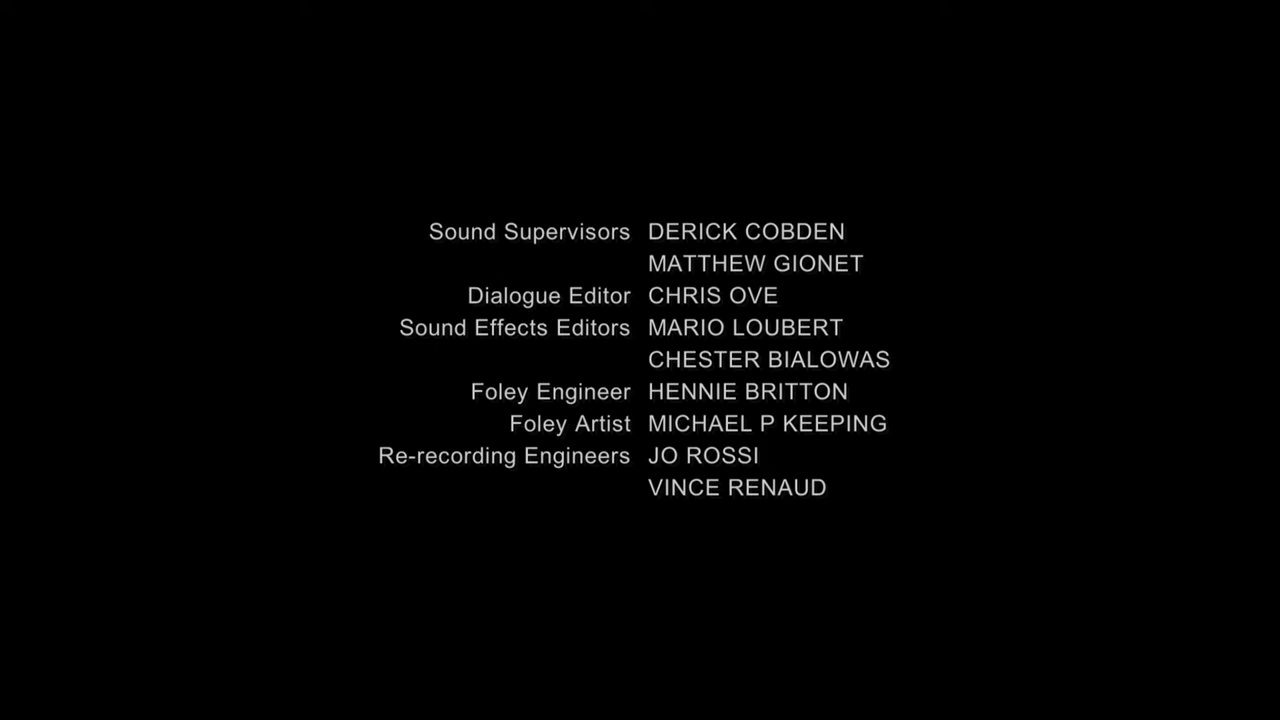 Sound Supervisors DERICK COBDEN
MATTHEW GIONET
Dialogue Editor CHRIS OVE
Sound Effects Editors MARIO LOUBERT
CHESTER BIALOWAS
Foley Engineer HENNIE BRITTON
Foley Artist MICHAEL P KEEPING
Re-recording Engineers JO ROSSI
VINCE RENAUD